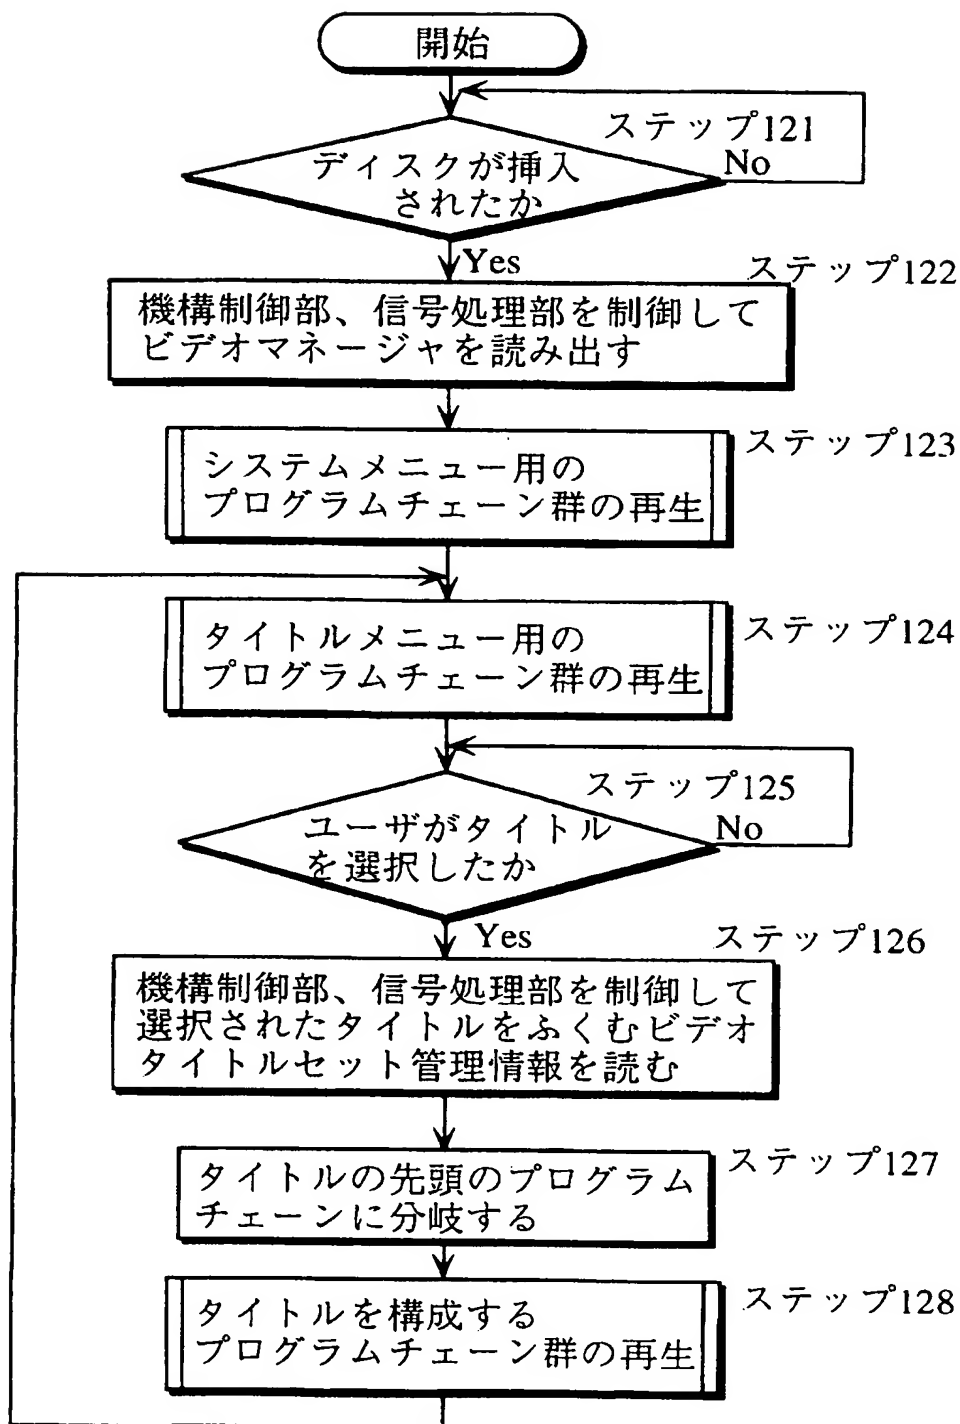 開始
ステップ121
No
ディスクが挿入
されたか
Yes
ステップ122
機構制御部、信号処理部を制御して
ビデオマネージャを読み出す
ステップ123
システムメニュー用の
プログラムチェーン群の再生
ステップ124
タイトルメニュー用の
プログラムチェーン群の再生
ステップ125
No
ユーザがタイトル
を選択したか
Yes
ステップ126
機構制御部、信号処理部を制御して
選択されたタイトルをふくむビデオ
タイトルセット管理情報を読む
ステップ127
タイトルの先頭のプログラム
チェーンに分岐する
ステップ128
タイトルを構成する
プログラムチェーン群の再生